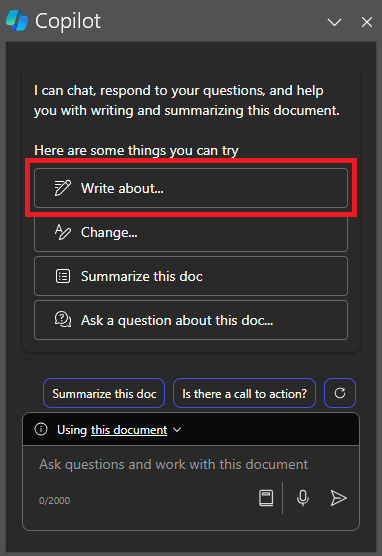 Copilot
I can chat, respond to your questions, and help
you with writing and summarizing this document.
Here are some things you can try
Write about...
Change...
Summarize this doc
Ask a question about this doc...
Summarize this doc
Is there a call to action?
Using this document
Ask questions and work with this document
0/2000